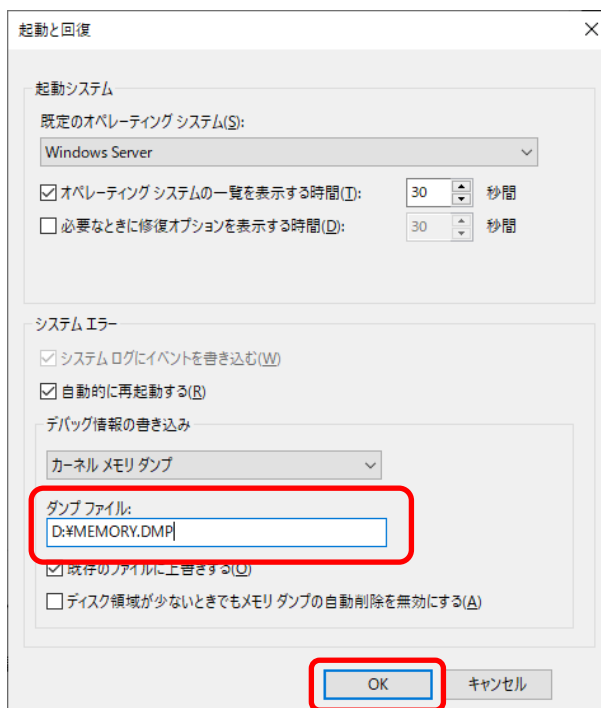 起動と回復
起動システム
既定のオペレーティング システム(S):
Windows Server
オペレーティング システムの一覧を表示する時間(T): 30 秒間
必要なときに修復オプションを表示する時間(D): 30 秒間
システム エラー
システム ログにイベントを書き込む(W)
自動的に再起動する(R)
デバッグ情報の書き込み
カーネル メモリ ダンプ
ダンプ ファイル:
D:¥MEMORY.DMP
既存のファイルに上書きする(O)
ディスク領域が少ないときでもメモリ ダンプの自動削除を無効にする(A)
OK キャンセル